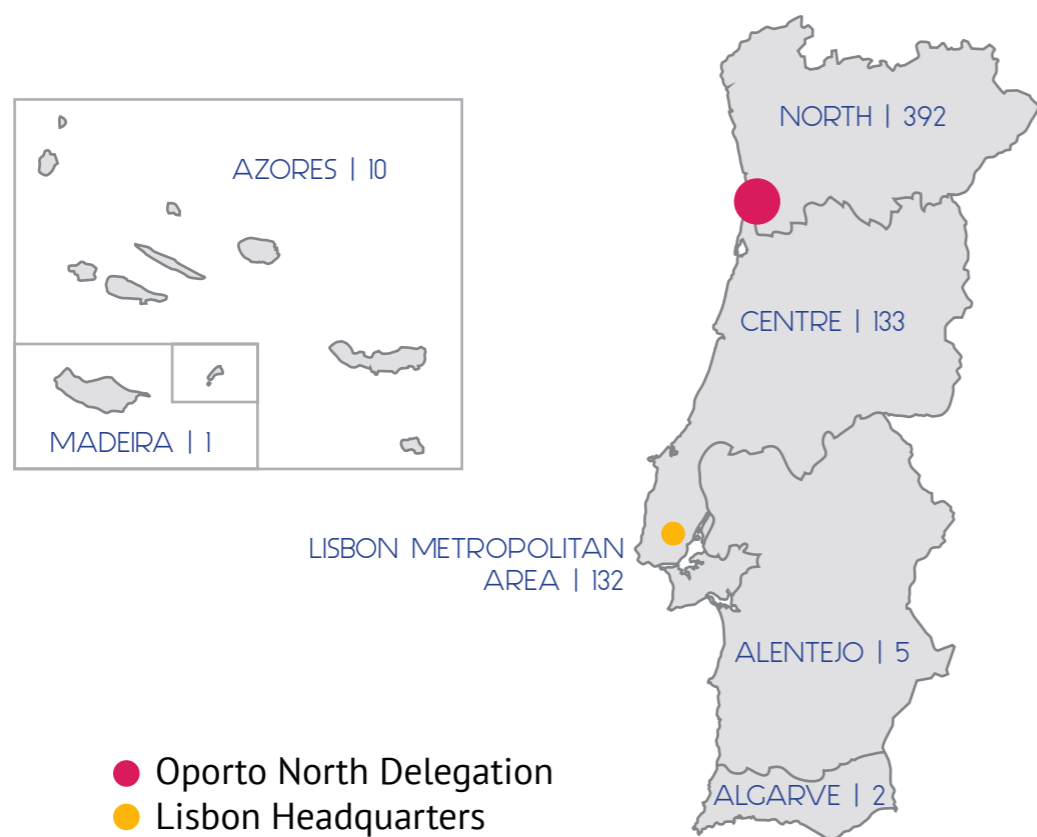 NORTH | 392
AZORES | 10
CENTRE | 133
MADEIRA | 1
LISBON METROPOLITAN
AREA | 132
ALENTEJO | 5
ALGARVE | 2
Oporto North Delegation
Lisbon Headquarters